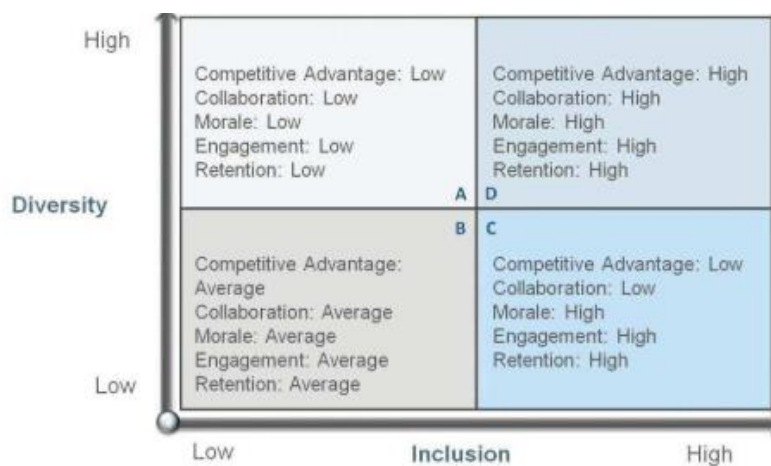 High
Competitive Advantage: Low
Collaboration: Low
Morale: Low
Engagement: Low
Retention: Low
A
Competitive Advantage: High
Collaboration: High
Morale: High
Engagement: High
Retention: High
D
Diversity
B
Competitive Advantage:
Average
Collaboration: Average
Morale: Average
Engagement: Average
Retention: Average
C
Competitive Advantage: Low
Collaboration: Low
Morale: High
Engagement: High
Retention: High
Low
Low
Inclusion
High